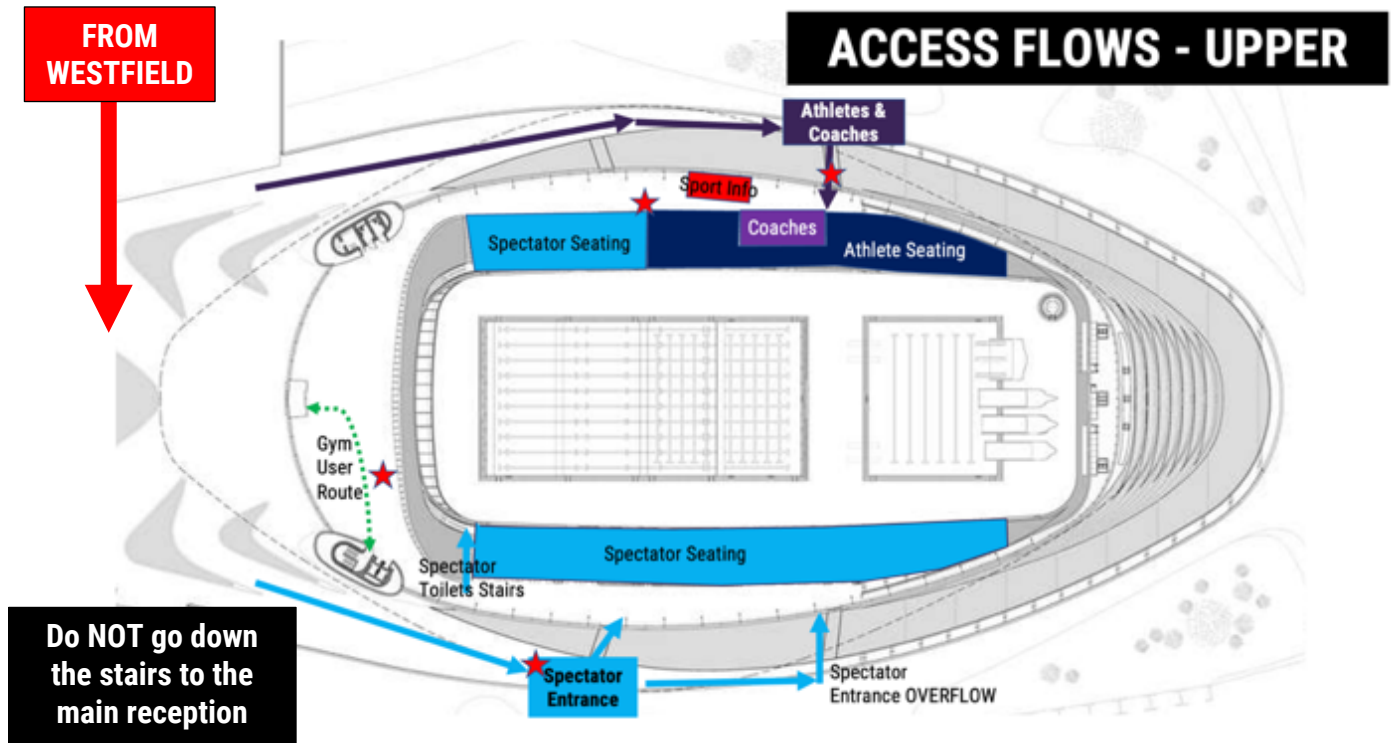 FROM
WESTFIELD
ACCESS FLOWS - UPPER
Athletes &
Coaches
Sport Info
Spectator Seating
Coaches
Athlete Seating
Gym
User
Route
Spectator Seating
Spectator
Toilets Stairs
Do NOT go down
the stairs to the
main reception
Spectator
Entrance
Spectator
Entrance OVERFLOW